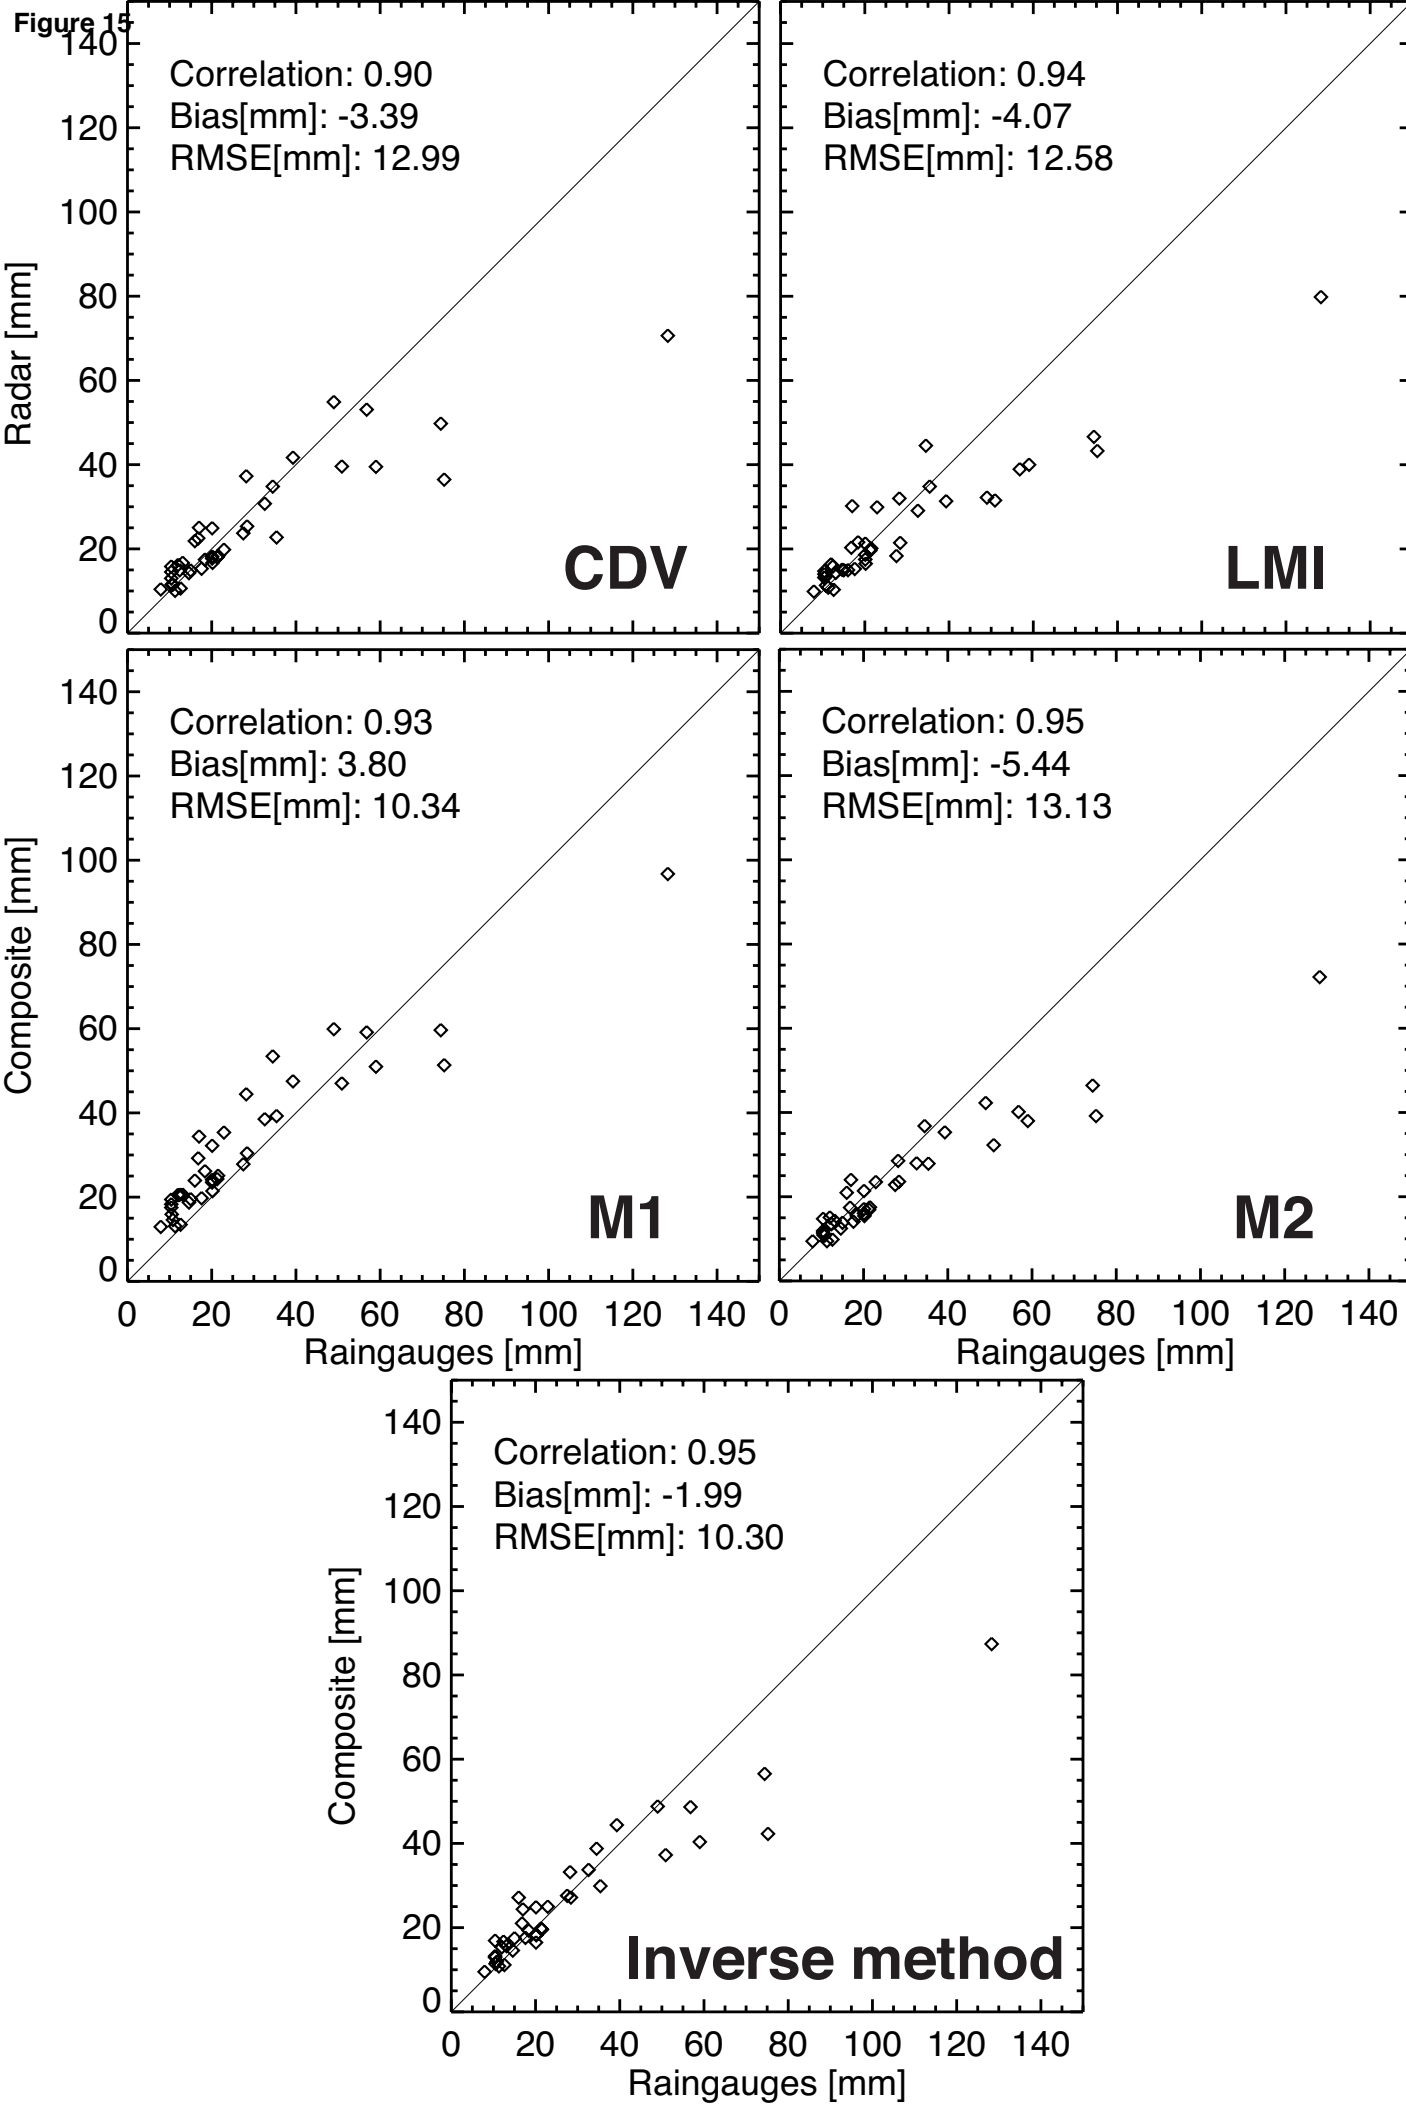 Figure 15
140
120
100
80
60
40
20
0
Radar [mm]
Correlation: 0.90
Bias[mm]: -3.39
RMSE[mm]: 12.99
CDV
Correlation: 0.94
Bias[mm]: -4.07
RMSE[mm]: 12.58
LMI
140
120
100
80
60
40
20
0
Composite [mm]
Correlation: 0.93
Bias[mm]: 3.80
RMSE[mm]: 10.34
M1
0 20 40 60 80 100 120 140
Raingauges [mm]
Correlation: 0.95
Bias[mm]: -5.44
RMSE[mm]: 13.13
M2
0 20 40 60 80 100 120 140
Raingauges [mm]
140
120
100
80
60
40
20
0
Composite [mm]
Correlation: 0.95
Bias[mm]: -1.99
RMSE[mm]: 10.30
Inverse method
0 20 40 60 80 100 120 140
Raingauges [mm]